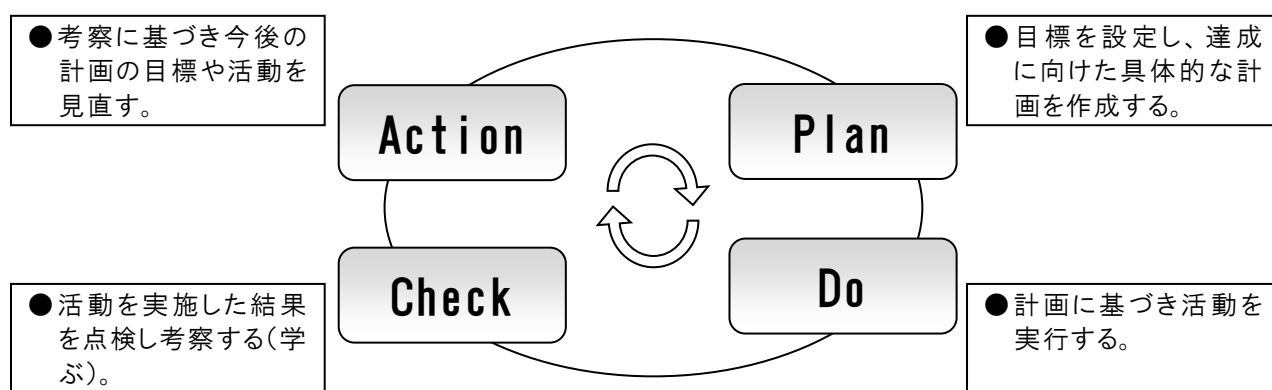 ●考察に基づき今後の
計画の目標や活動を
見直す。
Action
Plan
●目標を設定し、達成
に向けた具体的な計
画を作成する。
●活動を実施した結果
を点検し考察する(学
ぶ)。
Check
Do
●計画に基づき活動を
実行する。